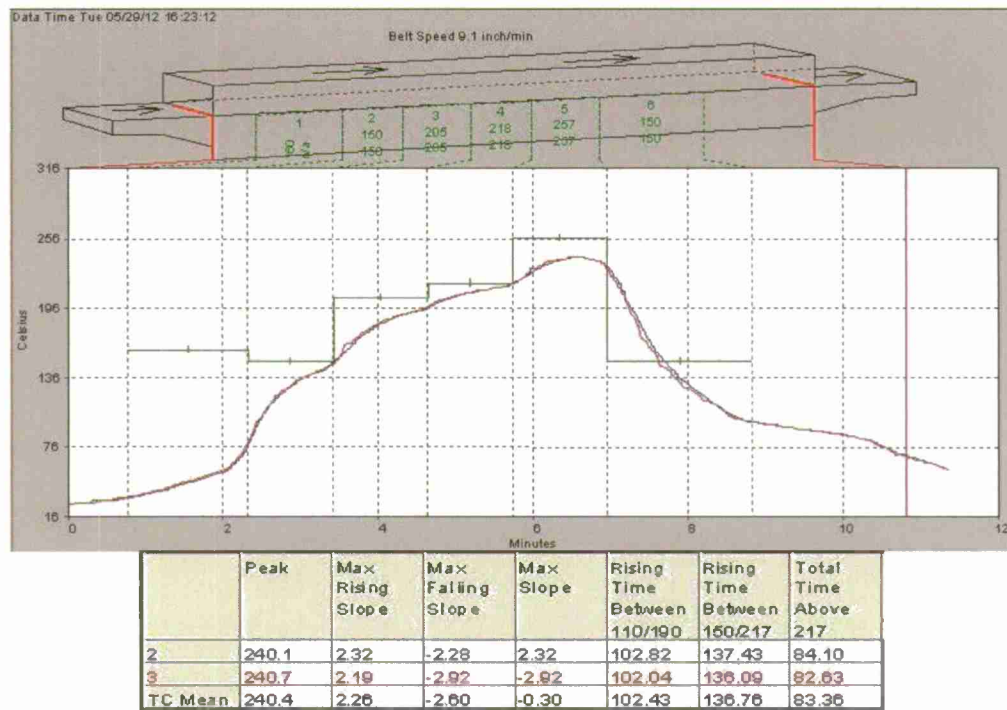 Data Time Tue 05/29/12 16:23:12
Belt Speed 9.1 inch/min
1 2 3 4 5 6
150 205 218 257 150
150 205 218 257 150
316
256
196
136
76
16
Celsius
0 2 4 6 8 10 12
Minutes
Peak Max Rising Slope Max Falling Slope Max Slope Rising Time Between 110/190 Rising Time Between 150/217 Total Time Above 217
2 240.1 2.32 -2.28 2.32 102.82 137.43 84.10
3 240.7 2.19 -2.92 -2.92 102.04 136.09 82.63
TC Mean 240.4 2.26 -2.60 -0.30 102.43 136.76 83.36